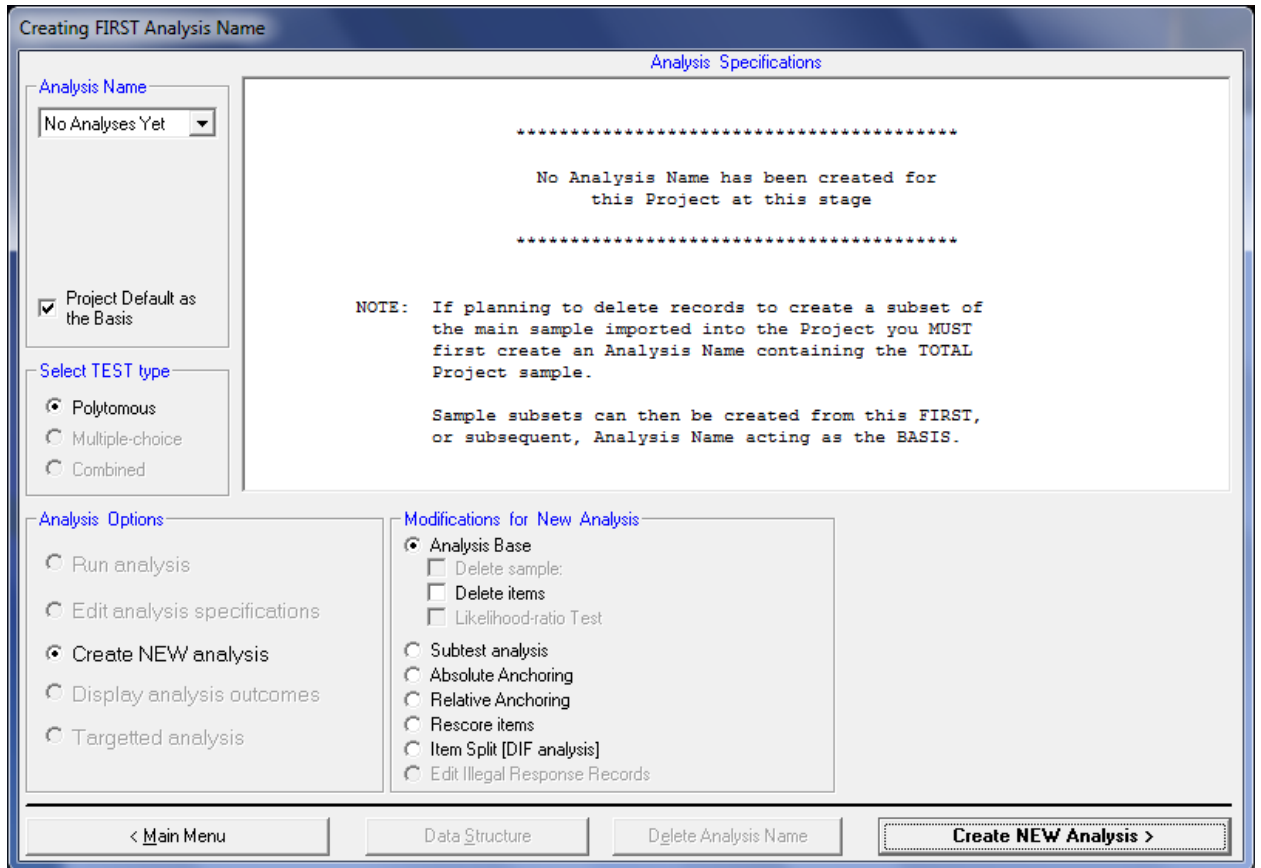 Creating FIRST Analysis Name
Analysis Specifications
Analysis Name
No Analyses Yet
Project Default as
the Basis
Select TEST type
Polytomous
Multiple-choice
Combined
******************************************
No Analysis Name has been created for
this Project at this stage
******************************************
NOTE: If planning to delete records to create a subset of
the main sample imported into the Project you MUST
first create an Analysis Name containing the TOTAL
Project sample.
Sample subsets can then be created from this FIRST,
or subsequent, Analysis Name acting as the BASIS.
Analysis Options
Run analysis
Edit analysis specifications
Create NEW analysis
Display analysis outcomes
Targetted analysis
Modifications for New Analysis
Analysis Base
Delete sample:
Delete items
Likelihood-ratio Test
Subtest analysis
Absolute Anchoring
Relative Anchoring
Rescore items
Item Split [DIF analysis]
Edit Illegal Response Records
< Main Menu
Data Structure
Delete Analysis Name
Create NEW Analysis >